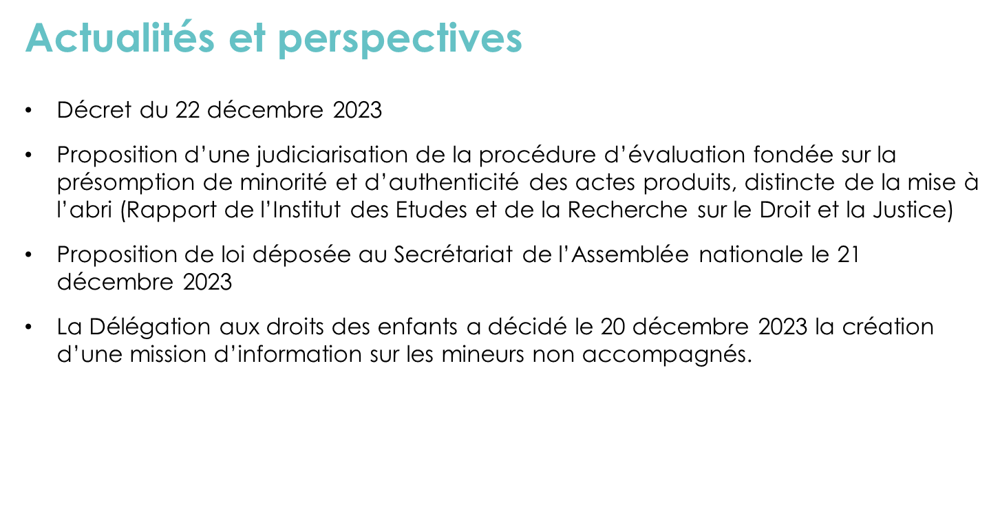 Actualités et perspectives
• Décret du 22 décembre 2023
• Proposition d’une judiciarisation de la procédure d’évaluation fondée sur la
présomption de minorité et d’authenticité des actes produits, distincte de la mise à
l’abri (Rapport de l’Institut des Etudes et de la Recherche sur le Droit et la Justice)
• Proposition de loi déposée au Secrétariat de l’Assemblée nationale le 21
décembre 2023
• La Délégation aux droits des enfants a décidé le 20 décembre 2023 la création
d’une mission d’information sur les mineurs non accompagnés.